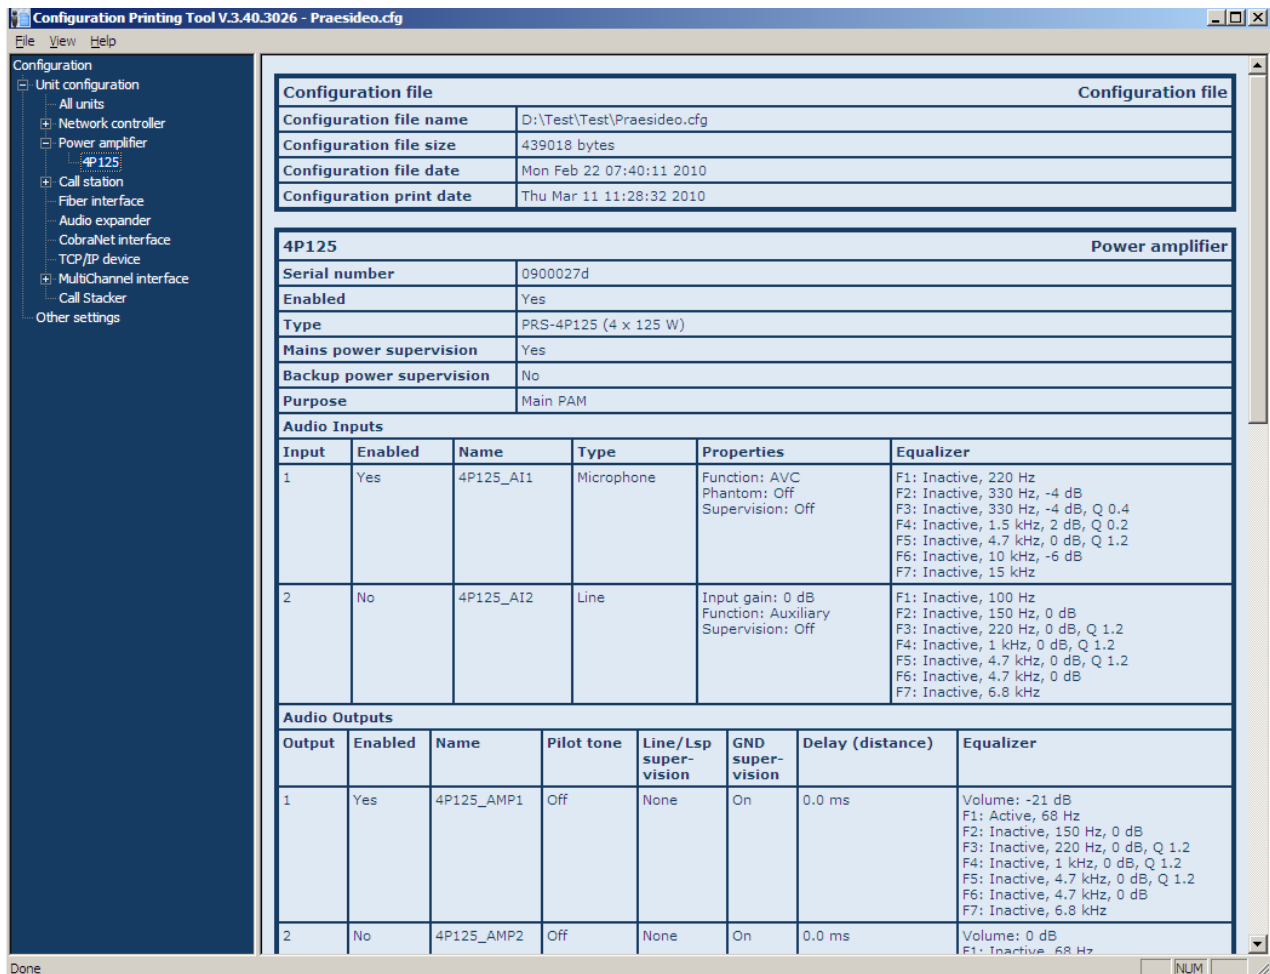 Configuration Printing Tool V.3.40.3026 - Praesideo.cfg
File View Help
Configuration
Unit configuration
All units
Network controller
Power amplifier
4P125
Call station
Fiber interface
Audio expander
CobraNet interface
TCP/IP device
MultiChannel interface
Call Stacker
Other settings
Configuration file Configuration file
Configuration file name D:\Test\Test\Praesideo.cfg
Configuration file size 439018 bytes
Configuration file date Mon Feb 22 07:40:11 2010
Configuration print date Thu Mar 11 11:28:32 2010
4P125 Power amplifier
Serial number 0900027d
Enabled Yes
Type PRS-4P125 (4 x 125 W)
Mains power supervision Yes
Backup power supervision No
Purpose Main PAM
Audio Inputs
Input Enabled Name Type Properties Equalizer
1 Yes 4P125_AI1 Microphone Function: AVC F1: Inactive, 220 Hz
Phantom: Off F2: Inactive, 330 Hz, -4 dB
Supervision: Off F3: Inactive, 330 Hz, -4 dB, Q 0.4
F4: Inactive, 1.5 kHz, 2 dB, Q 0.2
F5: Inactive, 4.7 kHz, 0 dB, Q 1.2
F6: Inactive, 10 kHz, -6 dB
F7: Inactive, 15 kHz
2 No 4P125_AI2 Line Input gain: 0 dB F1: Inactive, 100 Hz
Function: Auxiliary F2: Inactive, 150 Hz, 0 dB
Supervision: Off F3: Inactive, 220 Hz, 0 dB, Q 1.2
F4: Inactive, 1 kHz, 0 dB, Q 1.2
F5: Inactive, 4.7 kHz, 0 dB, Q 1.2
F6: Inactive, 4.7 kHz, 0 dB
F7: Inactive, 6.8 kHz
Audio Outputs
Output Enabled Name Pilot tone Line/Lsp GND Delay (distance) Equalizer
super- super-
vision vision
1 Yes 4P125_AMP1 Off None On 0.0 ms Volume: -21 dB
F1: Active, 68 Hz
F2: Inactive, 150 Hz, 0 dB
F3: Inactive, 220 Hz, 0 dB, Q 1.2
F4: Inactive, 1 kHz, 0 dB, Q 1.2
F5: Inactive, 4.7 kHz, 0 dB, Q 1.2
F6: Inactive, 4.7 kHz, 0 dB
F7: Inactive, 6.8 kHz
2 No 4P125_AMP2 Off None On 0.0 ms Volume: 0 dB
F1: Inactive, 68 Hz
Done NUM